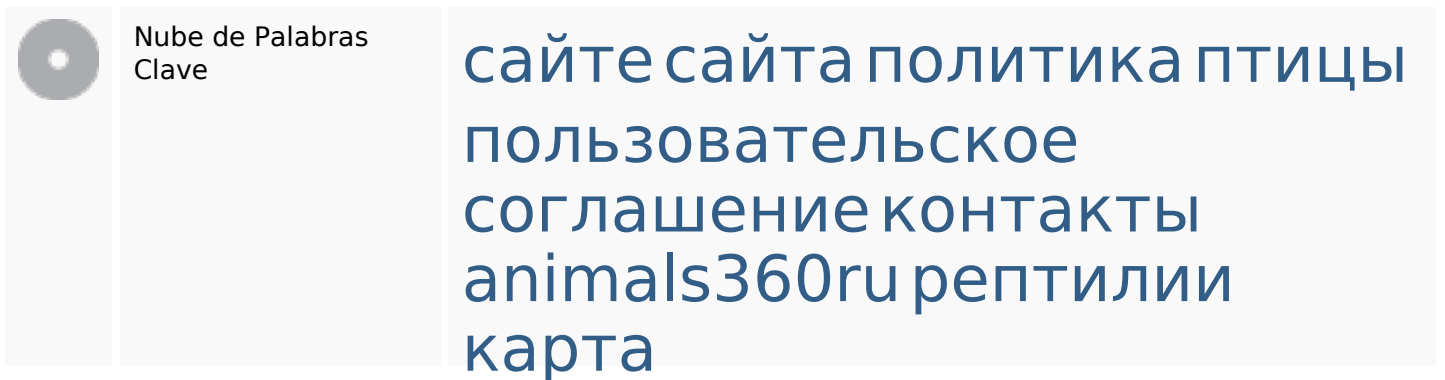 Nube de Palabras
Clave
сайте сайта политика птицы
пользовательское
соглашение контакты
animals360ru рептилии
карта